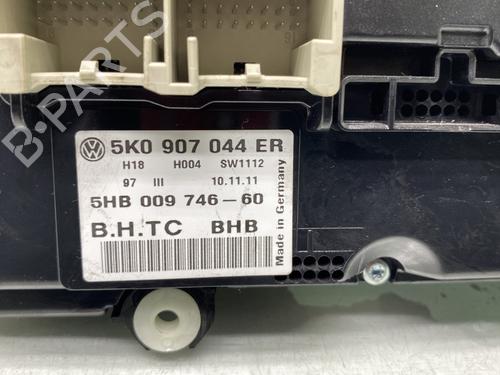 B-PARTS
5K0 907 044 ER
H18 H004 SW1112
97 III 10.11.11
5HB 009 746-60
B.H.TC BHB
Made in Germany